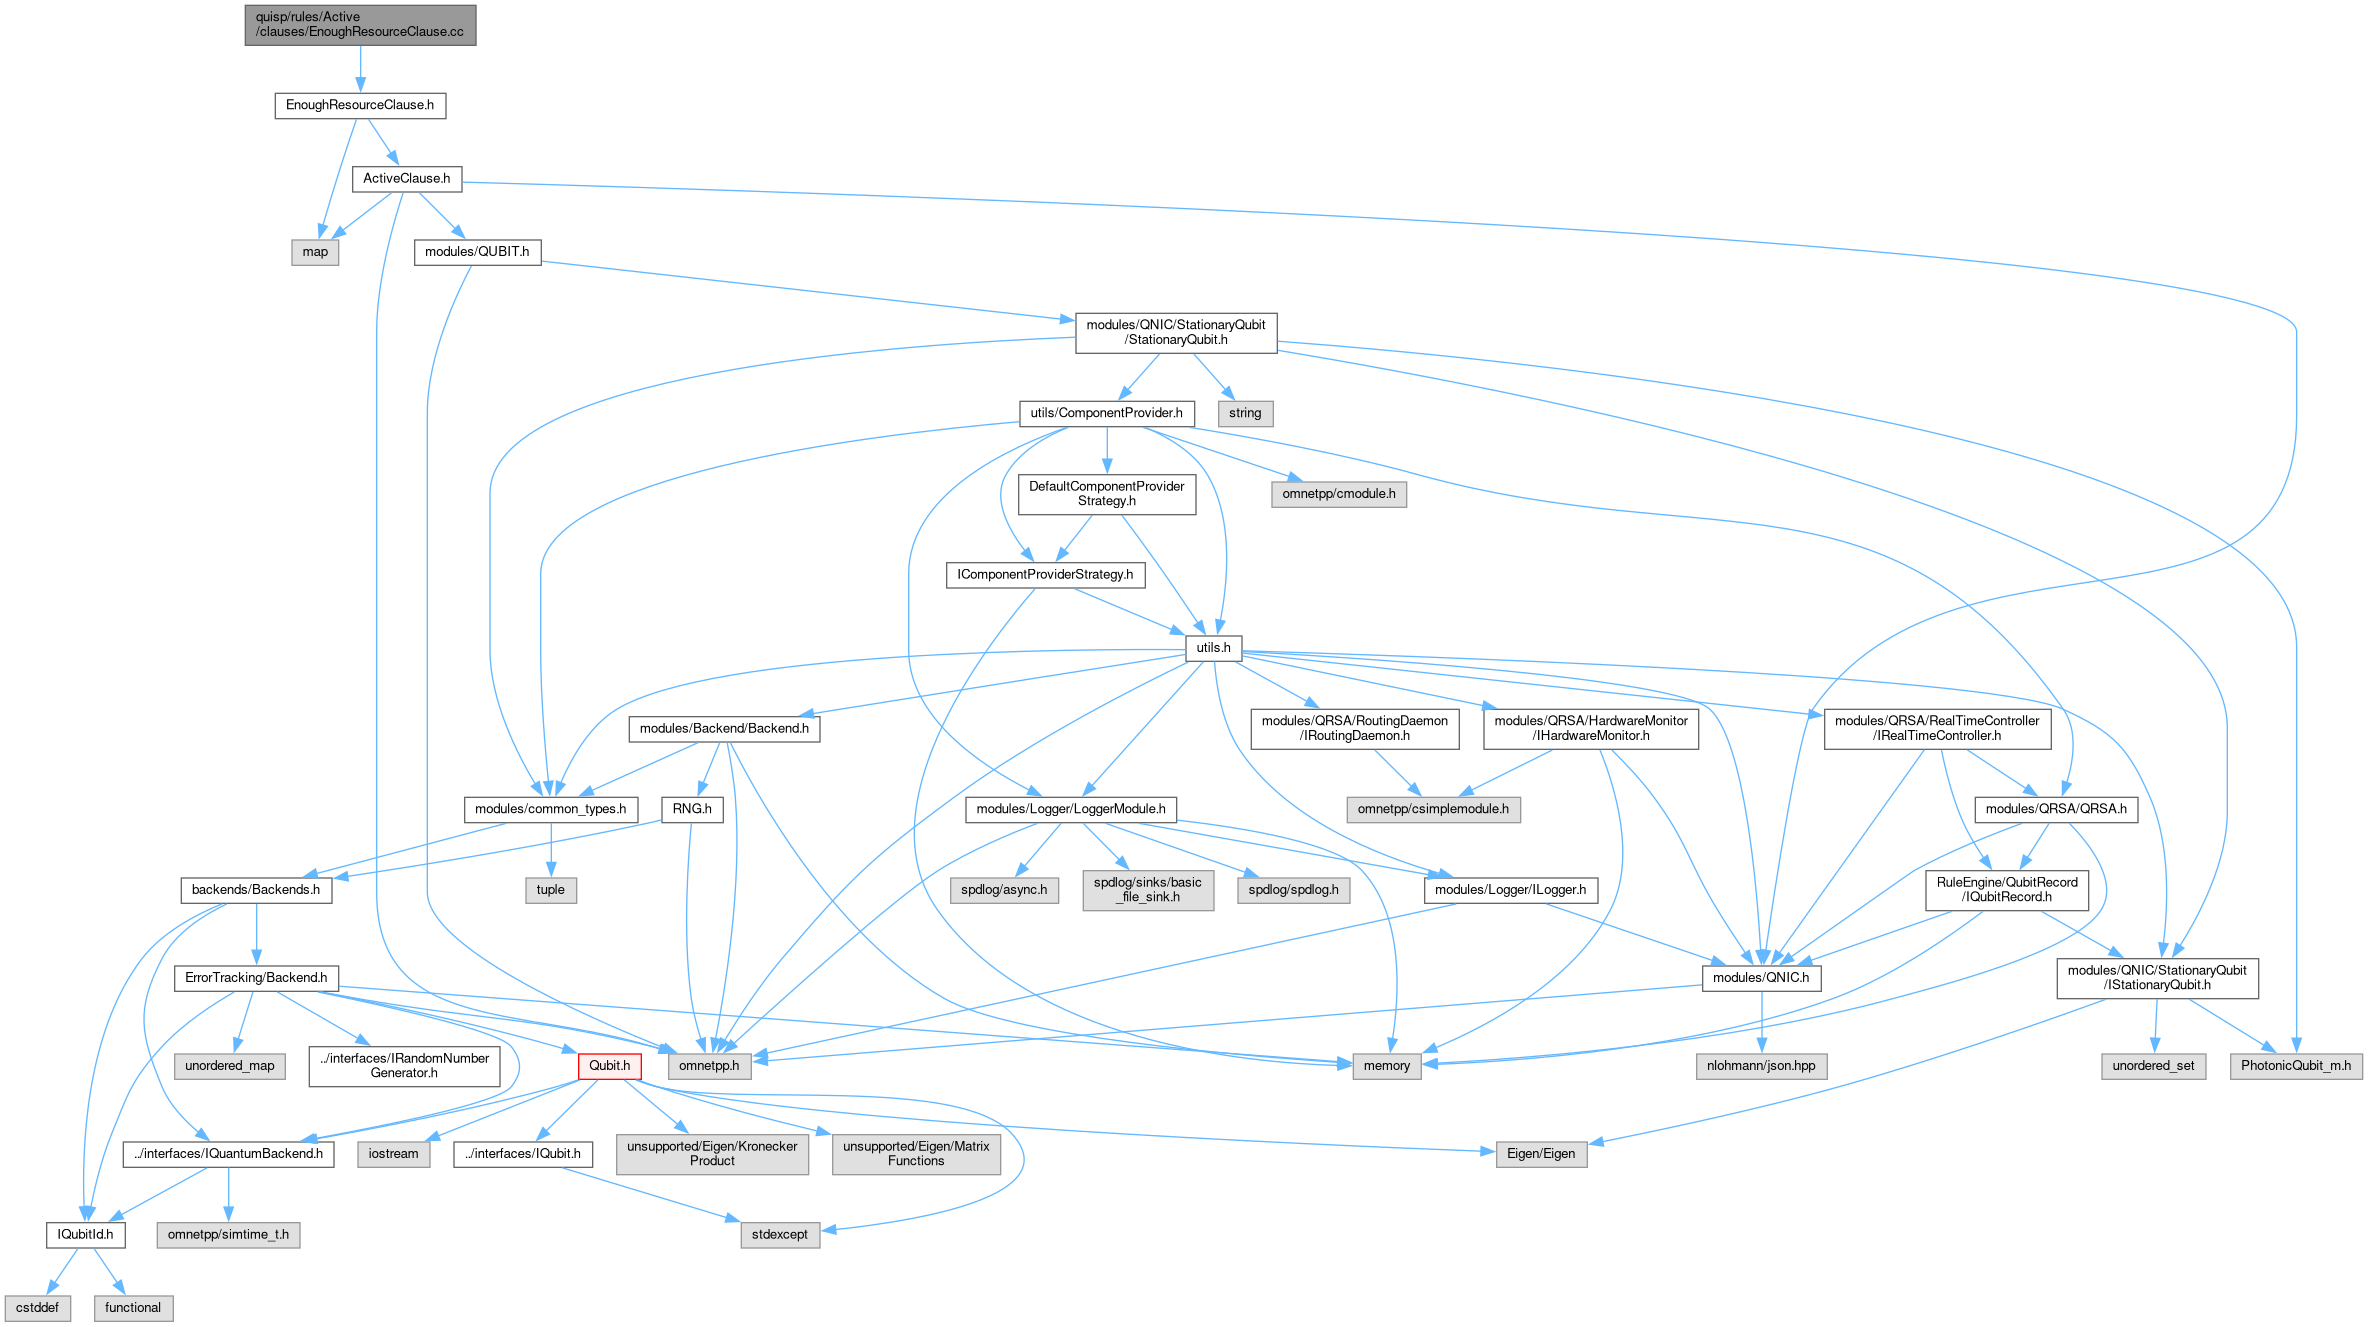 quisp/rules/Active
/clauses/EnoughResourceClause.cc
EnoughResourceClause.h
ActiveClause.h
map
modules/QUBIT.h
modules/QNIC/StationaryQubit
/StationaryQubit.h
utils/ComponentProvider.h
string
DefaultComponentProvider
Strategy.h
omnetpp/cmodule.h
IComponentProviderStrategy.h
utils.h
modules/Backend/Backend.h
modules/QRSA/RoutingDaemon
/IRoutingDaemon.h
modules/QRSA/HardwareMonitor
/IHardwareMonitor.h
modules/QRSA/RealTimeController
/IRealTimeController.h
modules/common_types.h
RNG.h
modules/Logger/LoggerModule.h
omnetpp/csimplemodule.h
modules/QRSA/QRSA.h
backends/Backends.h
tuple
spdlog/async.h
spdlog/sinks/basic
_file_sink.h
spdlog/spdlog.h
modules/Logger/ILogger.h
RuleEngine/QubitRecord
/IQubitRecord.h
ErrorTracking/Backend.h
modules/QNIC.h
modules/QNIC/StationaryQubit
/IStationaryQubit.h
unordered_map
../interfaces/IRandomNumber
Generator.h
Qubit.h
omnetpp.h
memory
nlohmann/json.hpp
unordered_set
PhotonicQubit_m.h
../interfaces/IQuantumBackend.h
iostream
../interfaces/IQubit.h
unsupported/Eigen/Kronecker
Product
unsupported/Eigen/Matrix
Functions
Eigen/Eigen
IQubitId.h
omnetpp/simtime_t.h
stdexcept
cstddef
functional